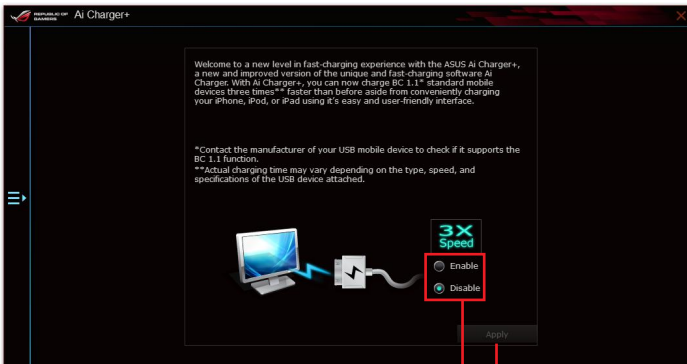 REPUBLIC OF
GAMERS
Ai Charger+
Welcome to a new level in fast-charging experience with the ASUS Ai Charger+,
a new and improved version of the unique and fast-charging software Ai
Charger. With Ai Charger+, you can now charge BC 1.1* standard mobile
devices three times** faster than before aside from conveniently charging
your iPhone, iPod, or iPad using it's easy and user-friendly interface.
*Contact the manufacturer of your USB mobile device to check if it supports the
BC 1.1 function.
**Actual charging time may vary depending on the type, speed, and
specifications of the USB device attached.
3X
Speed
Enable
Disable
Apply